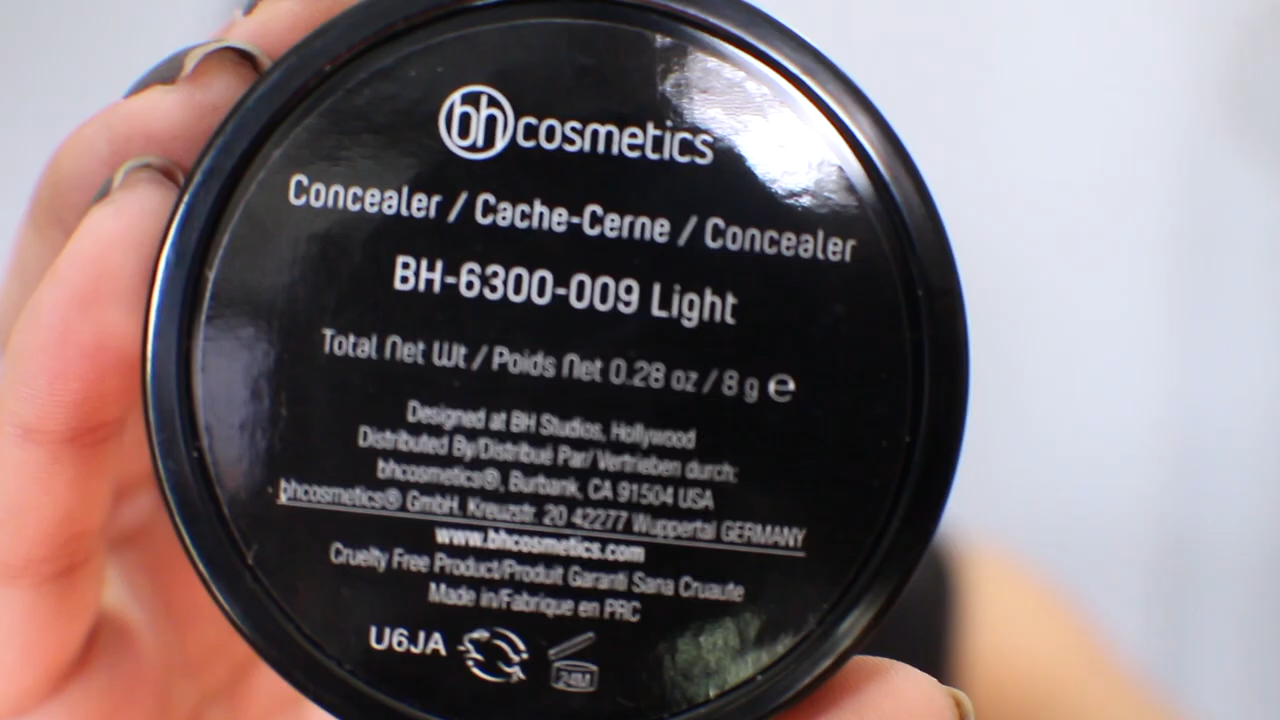 bhcosmetics
Concealer / Cache-Cerne / Concealer
BH-6300-009 Light
Total Net Wt / Poids Net 0.28 oz / 8 g e
Designed at BH Studios, Hollywood
Distributed By/Distribué Par/ Vertrieben durch:
bhcosmetics®, Burbank, CA 91504 USA
bhcosmetics® GmbH. Kreuzstr. 20 42277 Wuppertal GERMANY
www.bhcosmetics.com
Cruelty Free Product/Produit Garanti Sana Cruaute
Made in/Fabrique en PRC
U6JA
24M